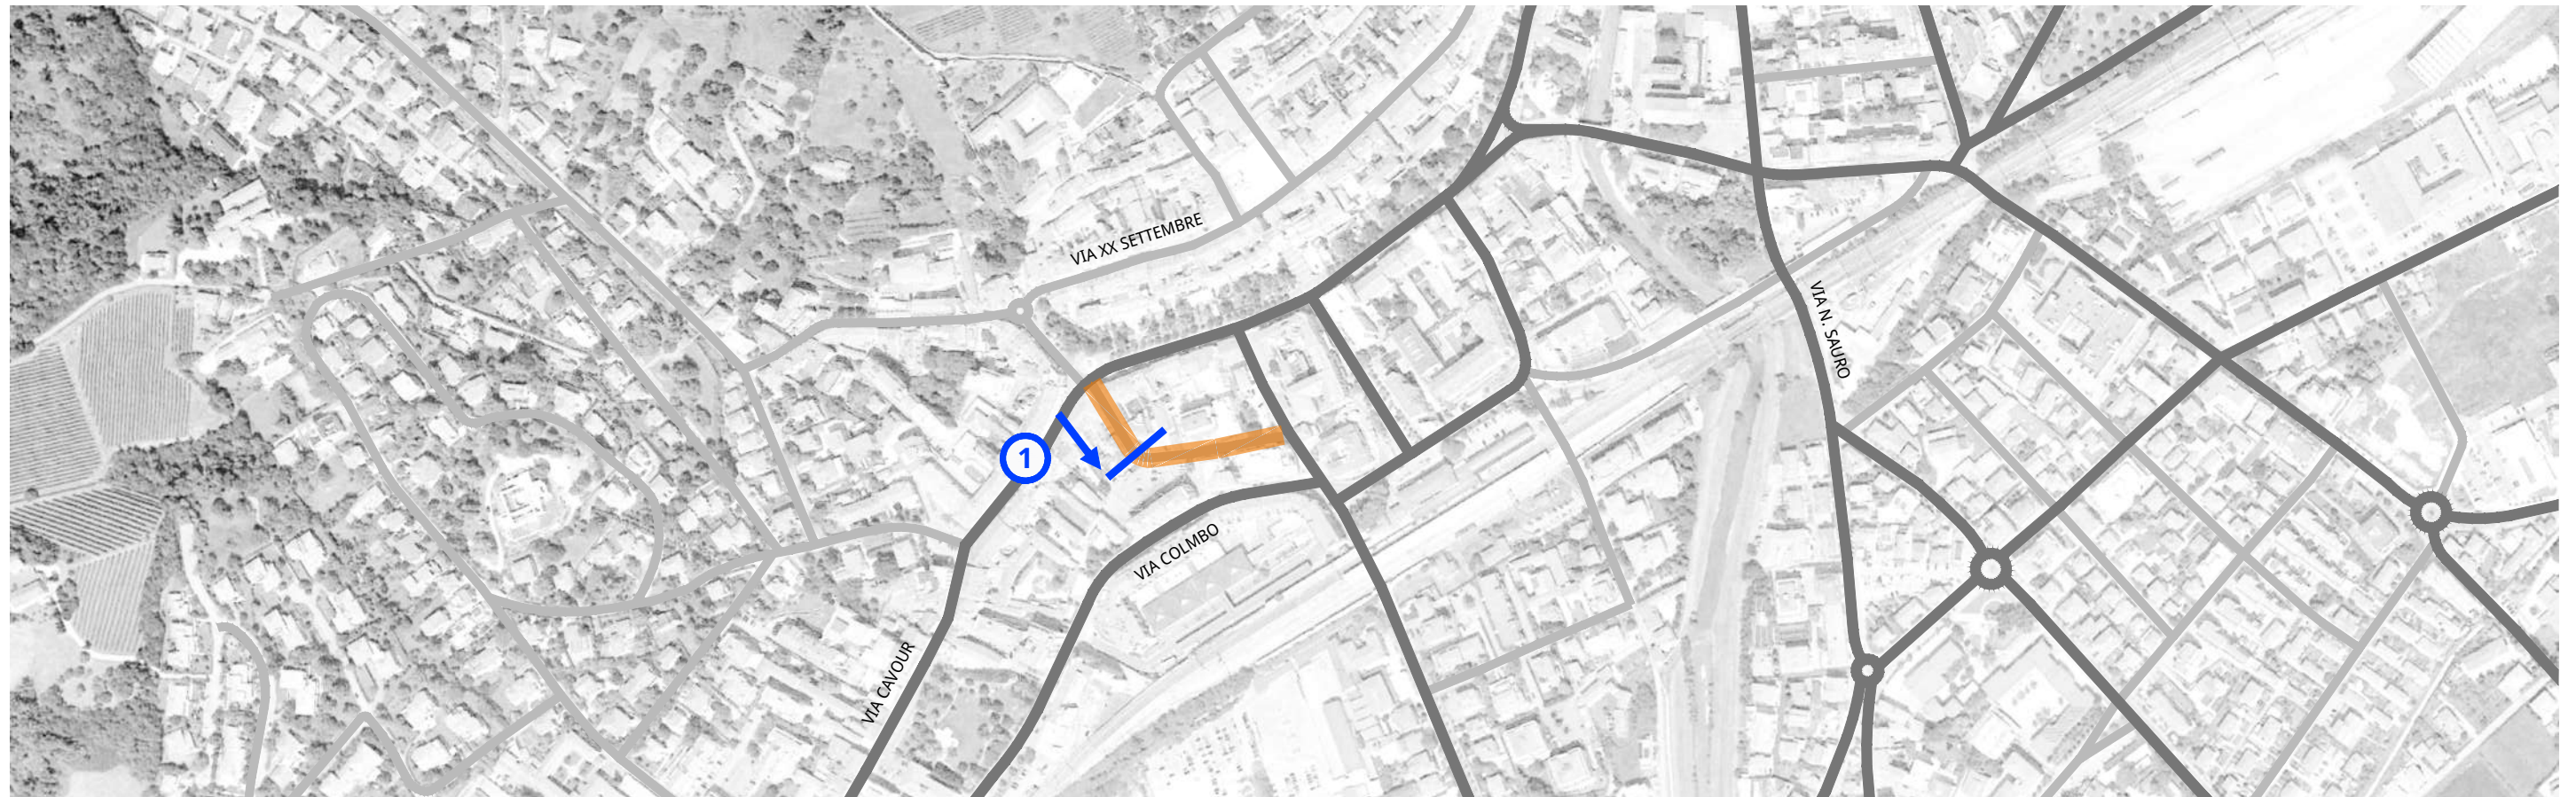 VIA XX SETTEMBRE
VIA N. SAURO
1
VIA COLMBO
VIA CAVOUR